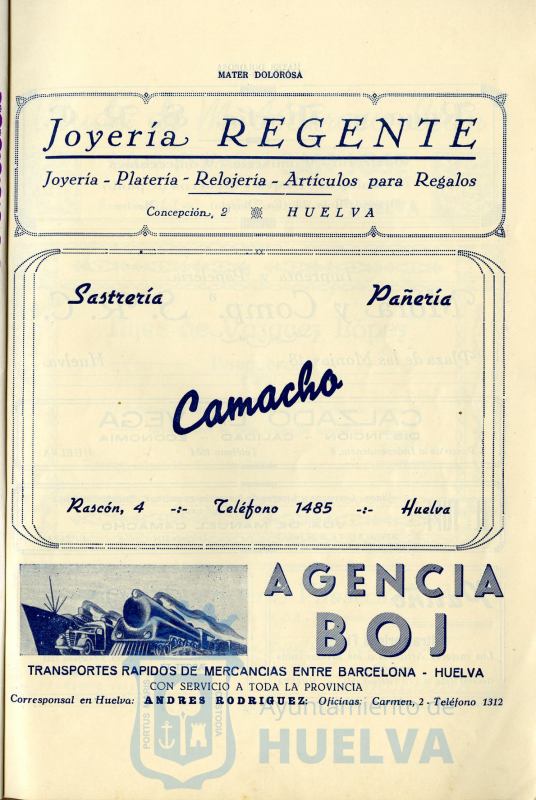 MATER DOLOROSA
Joyería REGENTE
Joyería - Platería - Relojería - Artículos para Regalos
Concepción, 2 HUELVA
Sastrería Pañería
Camacho
Rascón, 4 -:- Teléfono 1485 -:- Huelva
AGENCIA
BOJ
TRANSPORTES RAPIDOS DE MERCANCIAS ENTRE BARCELONA - HUELVA
CON SERVICIO A TODA LA PROVINCIA
Corresponsal en Huelva: ANDRES RODRIGUEZ: Oficinas: Carmen, 2 - Teléfono 1312
Ayuntamiento de
HUELVA
PORTUS
CUSTODIA